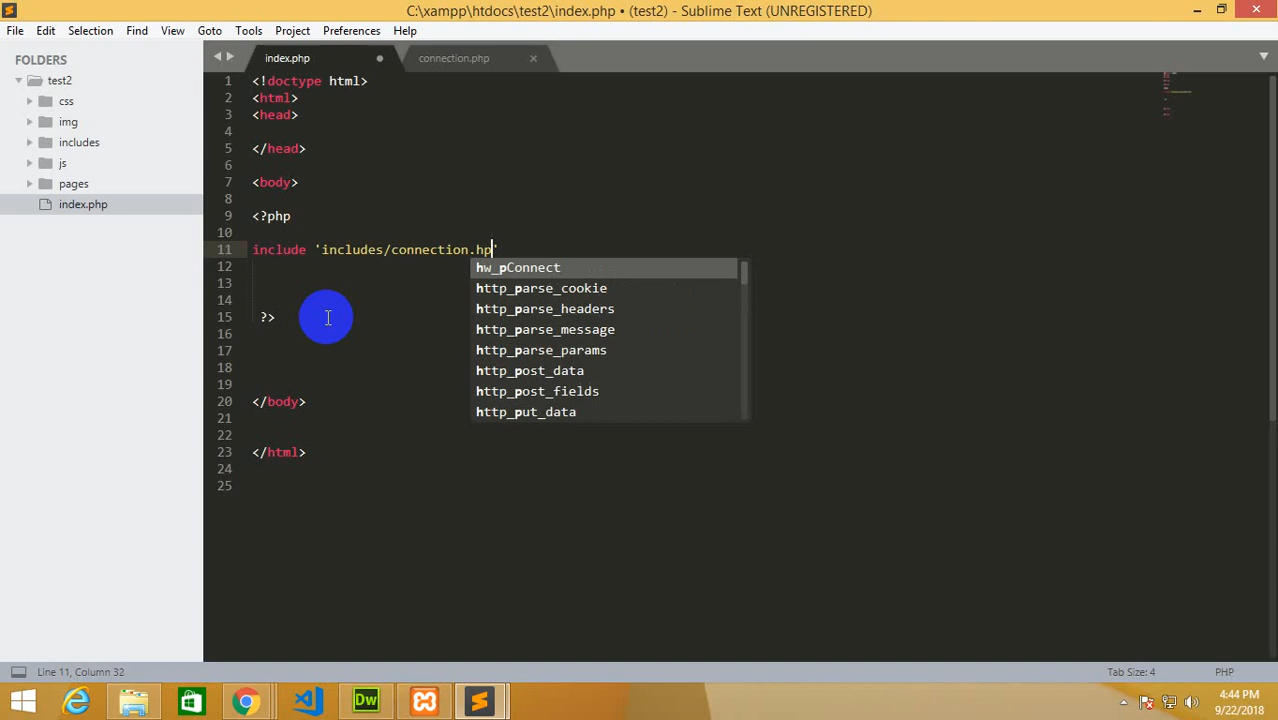 C:\xampp\htdocs\test2\index.php • (test2) - Sublime Text (UNREGISTERED)
File Edit Selection Find View Goto Tools Project Preferences Help
FOLDERS
test2
css
img
includes
js
pages
index.php
index.php connection.php
1 <!doctype html>
2 <html>
3 <head>
4
5 </head>
6
7 <body>
8
9 <?php
10
11 include 'includes/connection.hp'
12
13
14
15 ?>
16
17
18
19
20 </body>
21
22
23 </html>
24
25
hw_pConnect
http_parse_cookie
http_parse_headers
http_parse_message
http_parse_params
http_post_data
http_post_fields
http_put_data
Line 11, Column 32 Tab Size: 4 PHP
Dw
4:44 PM
9/22/2018